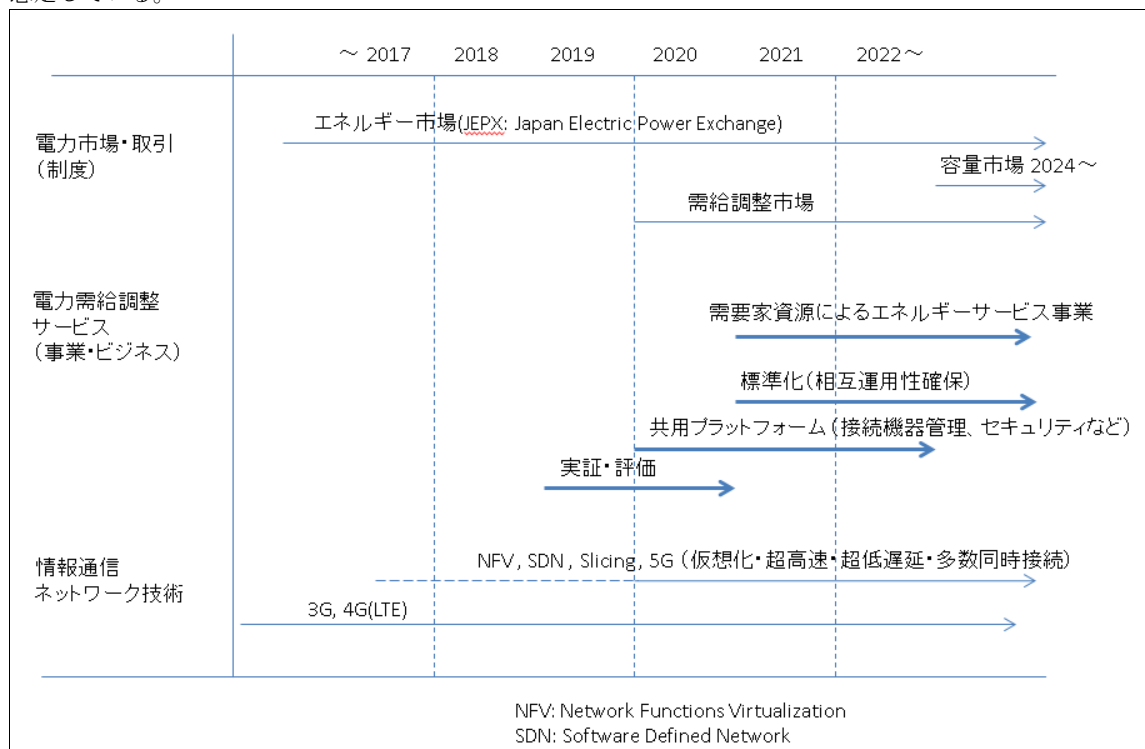 ～ 2017 2018 2019 2020 2021 2022～
電力市場・取引
（制度）
エネルギー市場(JEPX: Japan Electric Power Exchange)
容量市場 2024～
需給調整市場
電力需給調整
サービス
（事業・ビジネス）
需要家資源によるエネルギーサービス事業
標準化（相互運用性確保）
共用プラットフォーム（接続機器管理、セキュリティなど）
実証・評価
情報通信
ネットワーク技術
NFV, SDN, Slicing, 5G（仮想化・超高速・超低遅延・多数同時接続）
3G, 4G(LTE)
NFV: Network Functions Virtualization
SDN: Software Defined Network